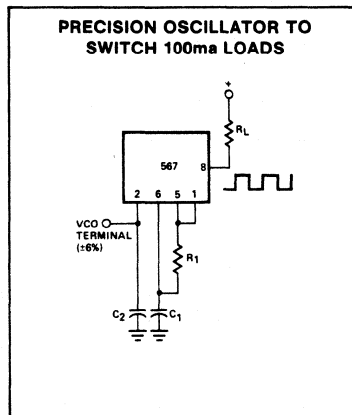 PRECISION OSCILLATOR TO
SWITCH 100ma LOADS
+
RL
567
8
2 6 5 1
VCO
TERMINAL
(±6%)
R1
C2
C1